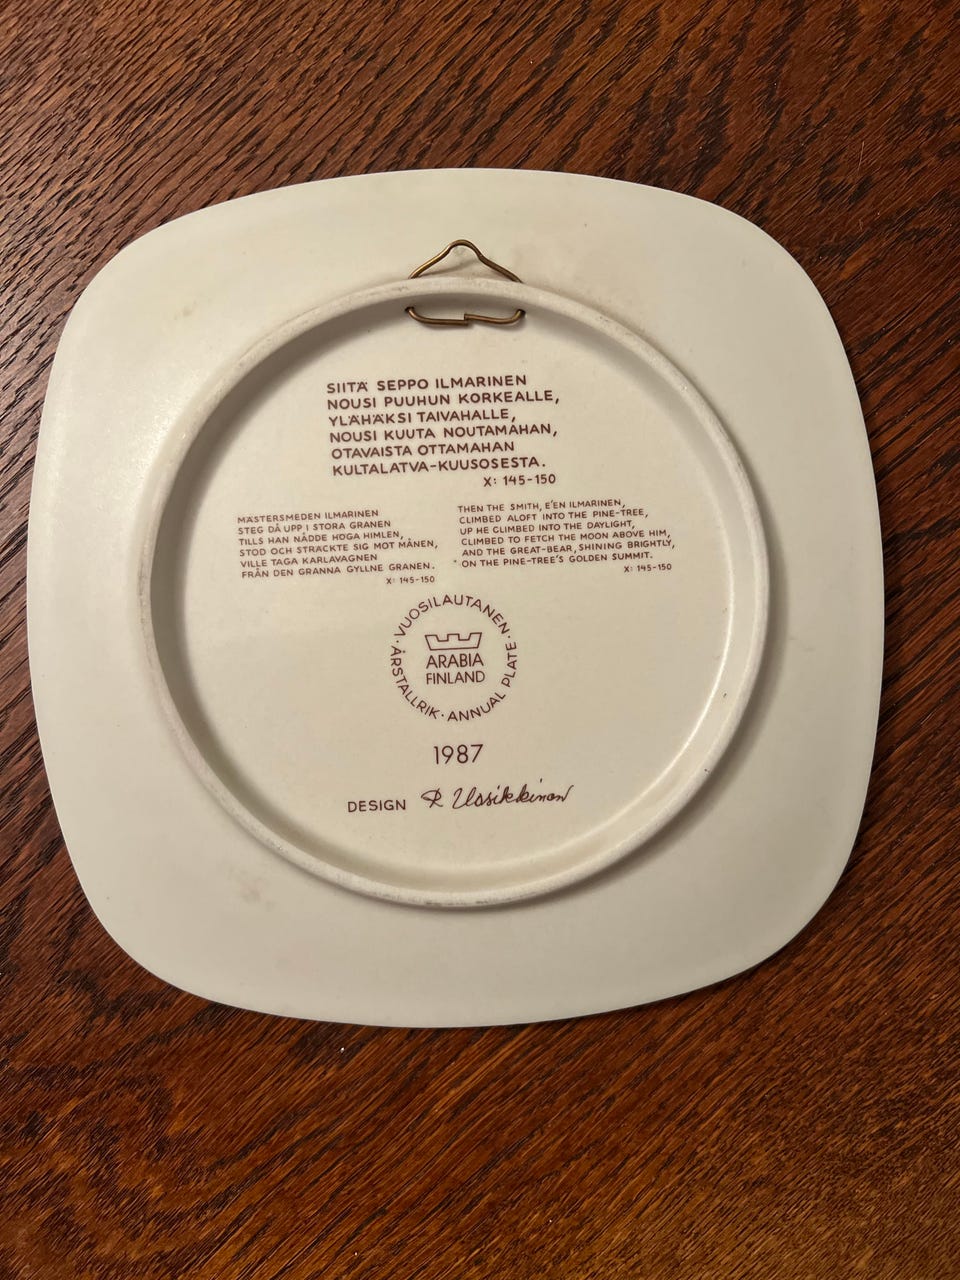 SIITÄ SEPPO ILMARINEN
NOUSI PUUHUN KORKEALLE,
YLÄHÄKSI TAIVAHALLE,
NOUSI KUUTA NOUTAMAHAN,
OTAVAISTA OTTAMAHAN
KULTALATVA-KUUSOSESTA.
X: 145-150
MÄSTERSMEDEN ILMARINEN
STEG DÅ UPP I STORA GRANEN
TILLS HAN NÅDDE HÖGA HIMLEN,
STOD OCH STRÄCKTE SIG MOT MÅNEN,
VILLE TAGA KARLAVAGNEN
FRÅN DEN GRANNA GYLLNE GRANEN.
X: 145-150
THEN THE SMITH, E'EN ILMARINEN,
CLIMBED ALOFT INTO THE PINE-TREE,
UP HE CLIMBED INTO THE DAYLIGHT,
CLIMBED TO FETCH THE MOON ABOVE HIM,
AND THE GREAT-BEAR, SHINING BRIGHTLY,
ON THE PINE-TREE'S GOLDEN SUMMIT.
X: 145-150
· VUOSILAUTANEN · ANNUAL PLATE · ÅRSTALLRIK
ARABIA
FINLAND
1987
DESIGN R Uosikkinen